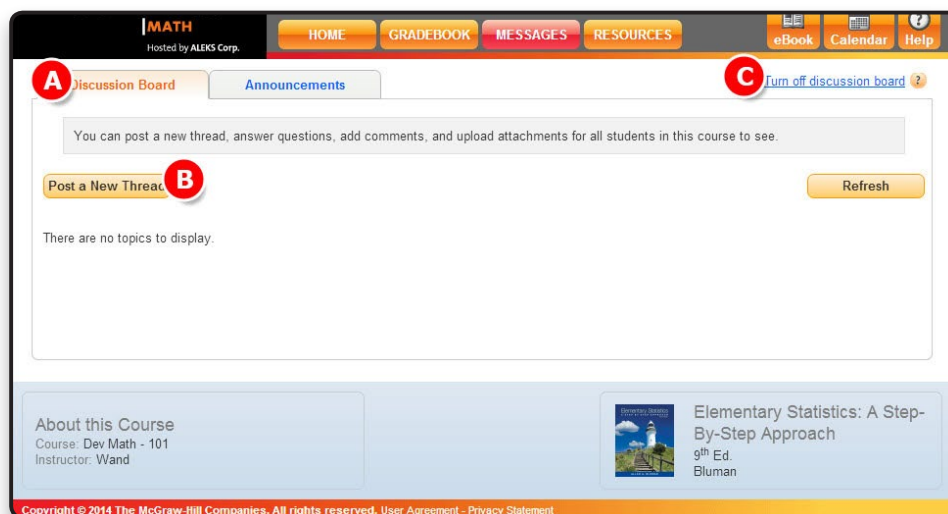 MATH
Hosted by ALEKS Corp.
HOME
GRADEBOOK
MESSAGES
RESOURCES
eBook
Calendar
Help
A
Discussion Board
Announcements
C
Turn off discussion board ?
You can post a new thread, answer questions, add comments, and upload attachments for all students in this course to see.
Post a New Thread
B
Refresh
There are no topics to display.
About this Course
Course: Dev Math - 101
Instructor: Wand
Elementary Statistics
Elementary Statistics: A Step-
By-Step Approach
9th Ed.
Bluman
Copyright © 2014 The McGraw-Hill Companies. All rights reserved. User Agreement - Privacy Statement